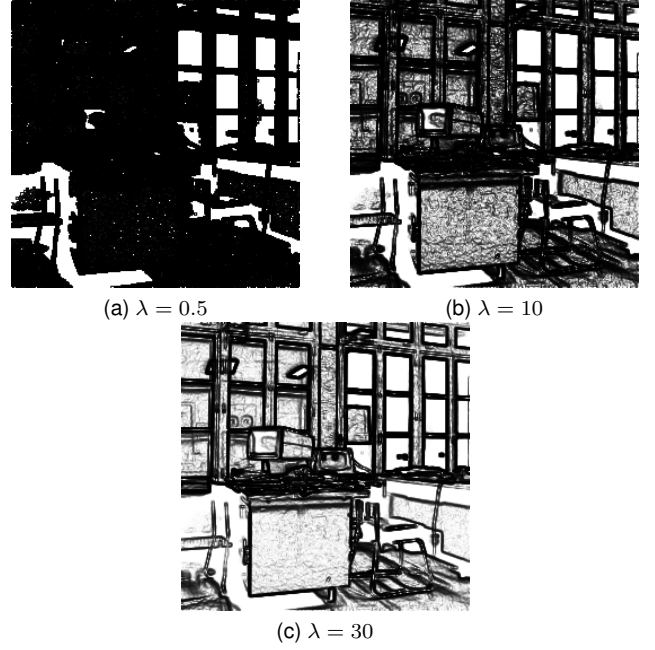 (a) λ = 0.5
(b) λ = 10
(c) λ = 30